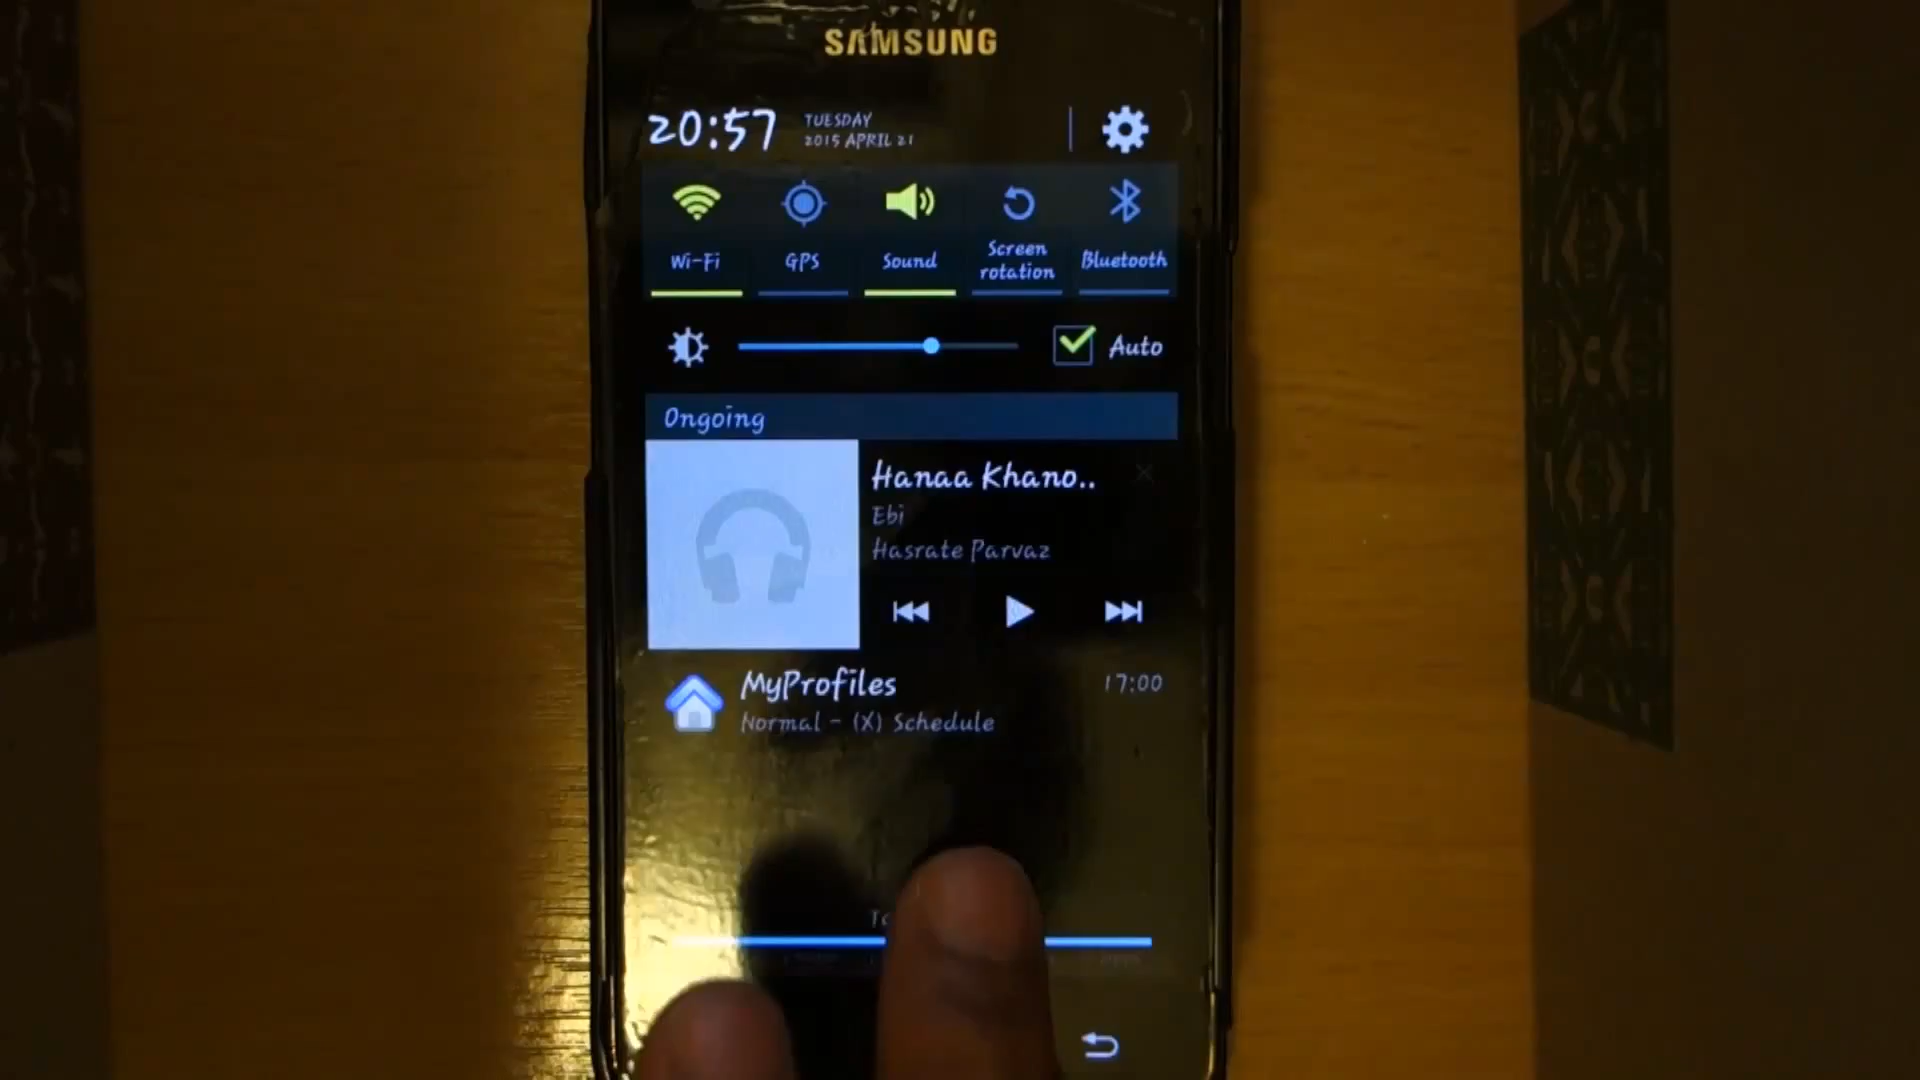 SAMSUNG
20:57
TUESDAY
2015 APRIL 21
Wi-Fi
GPS
Sound
Screen
rotation
Bluetooth
Auto
Ongoing
Hanaa Khano..
Ebi
Hasrate Parvaz
MyProfiles
17:00
Normal - (X) Schedule